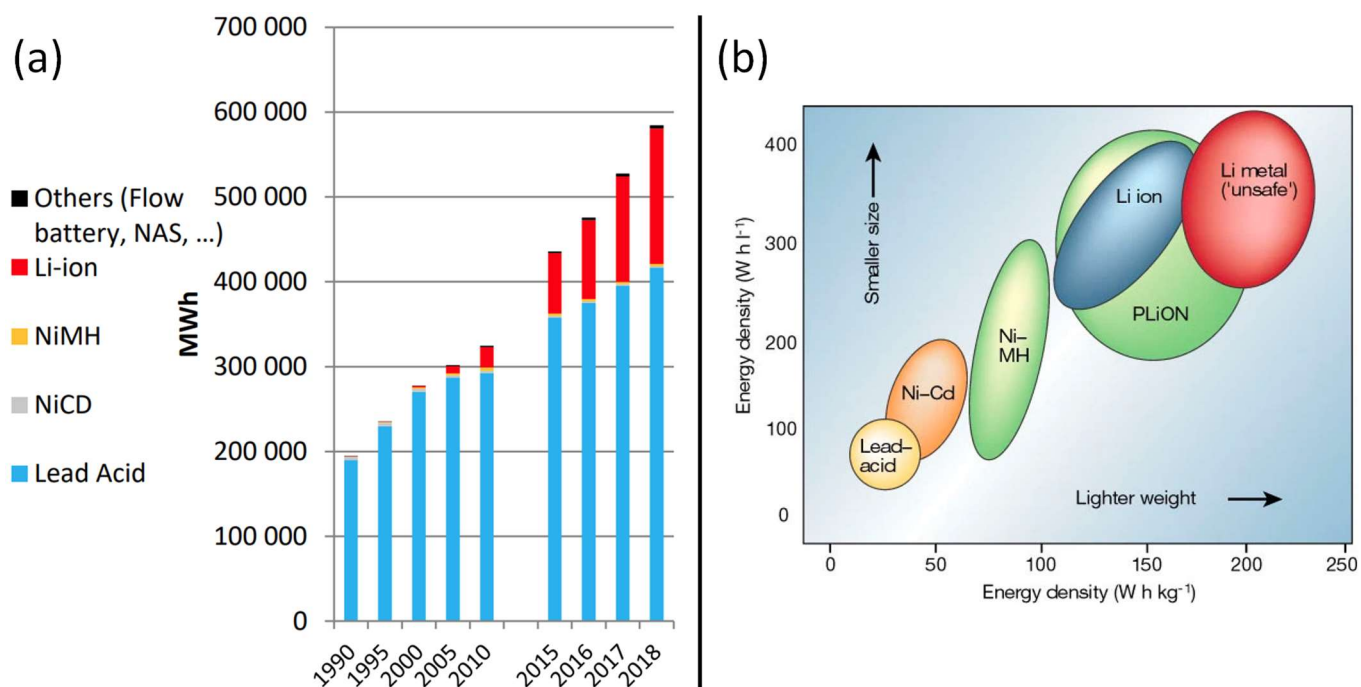 (a)
700 000
600 000
500 000
400 000
300 000
200 000
100 000
0
MWh
Others (Flow
battery, NAS, ...)
Li-ion
NiMH
NiCD
Lead Acid
1990
1995
2000
2005
2010
2015
2016
2017
2018
(b)
400
300
200
100
0
Energy density (W h l⁻¹)
Smaller size
Lead–
acid
Ni–Cd
Ni–
MH
Li ion
PLiON
Li metal
('unsafe')
Lighter weight
0
50
100
150
200
250
Energy density (W h kg⁻¹)